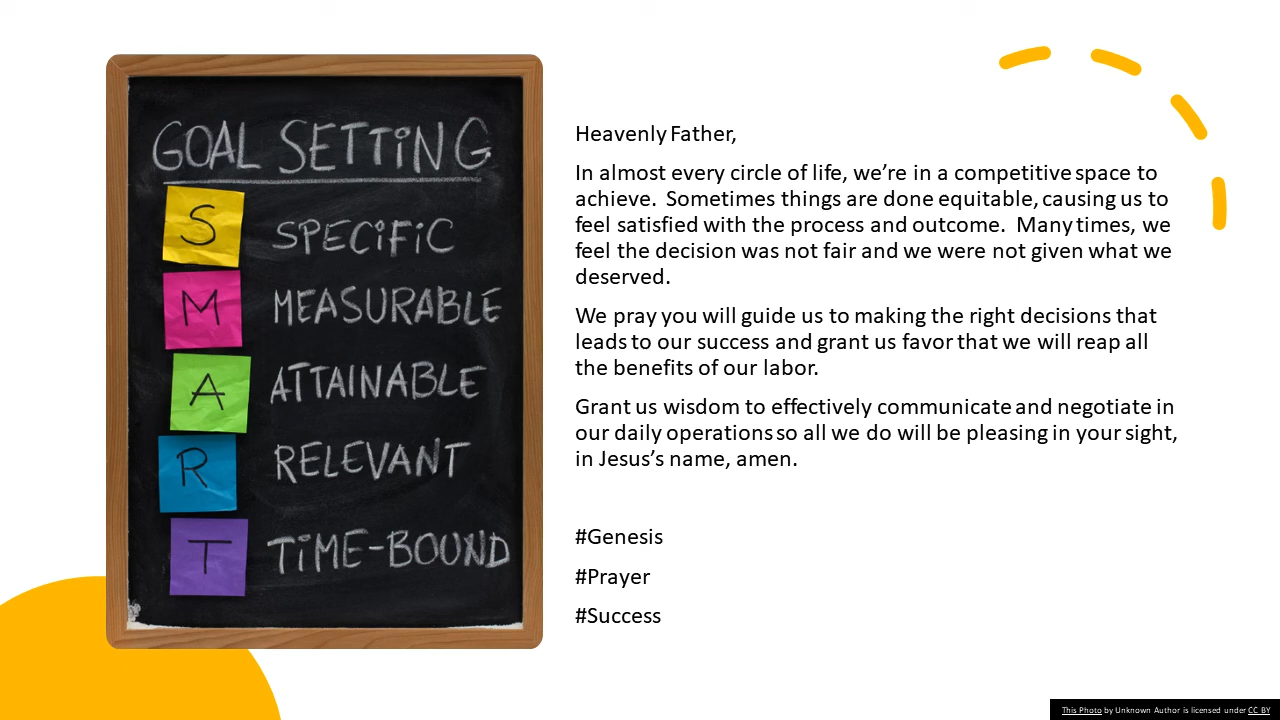 GOAL SETTING
S SPECIFIC
M MEASURABLE
A ATTAINABLE
R RELEVANT
T TIME-BOUND
Heavenly Father,
In almost every circle of life, we’re in a competitive space to
achieve.  Sometimes things are done equitable, causing us to
feel satisfied with the process and outcome.  Many times, we
feel the decision was not fair and we were not given what we
deserved.
We pray you will guide us to making the right decisions that
leads to our success and grant us favor that we will reap all
the benefits of our labor.
Grant us wisdom to effectively communicate and negotiate in
our daily operations so all we do will be pleasing in your sight,
in Jesus’s name, amen.
#Genesis
#Prayer
#Success
This Photo by Unknown Author is licensed under CC BY